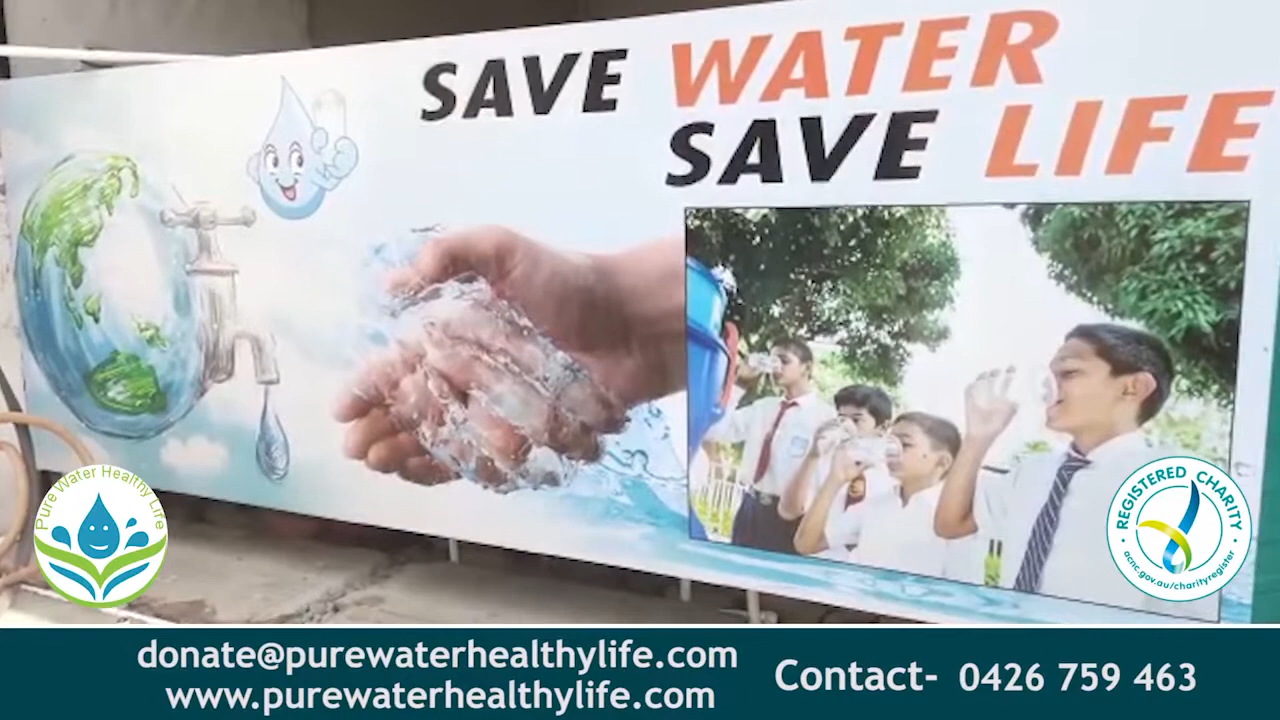 SAVE WATER
SAVE LIFE
Pure Water Healthy Life
REGISTERED CHARITY
acnc.gov.au/charityregister
donate@purewaterhealthylife.com
www.purewaterhealthylife.com
Contact- 0426 759 463